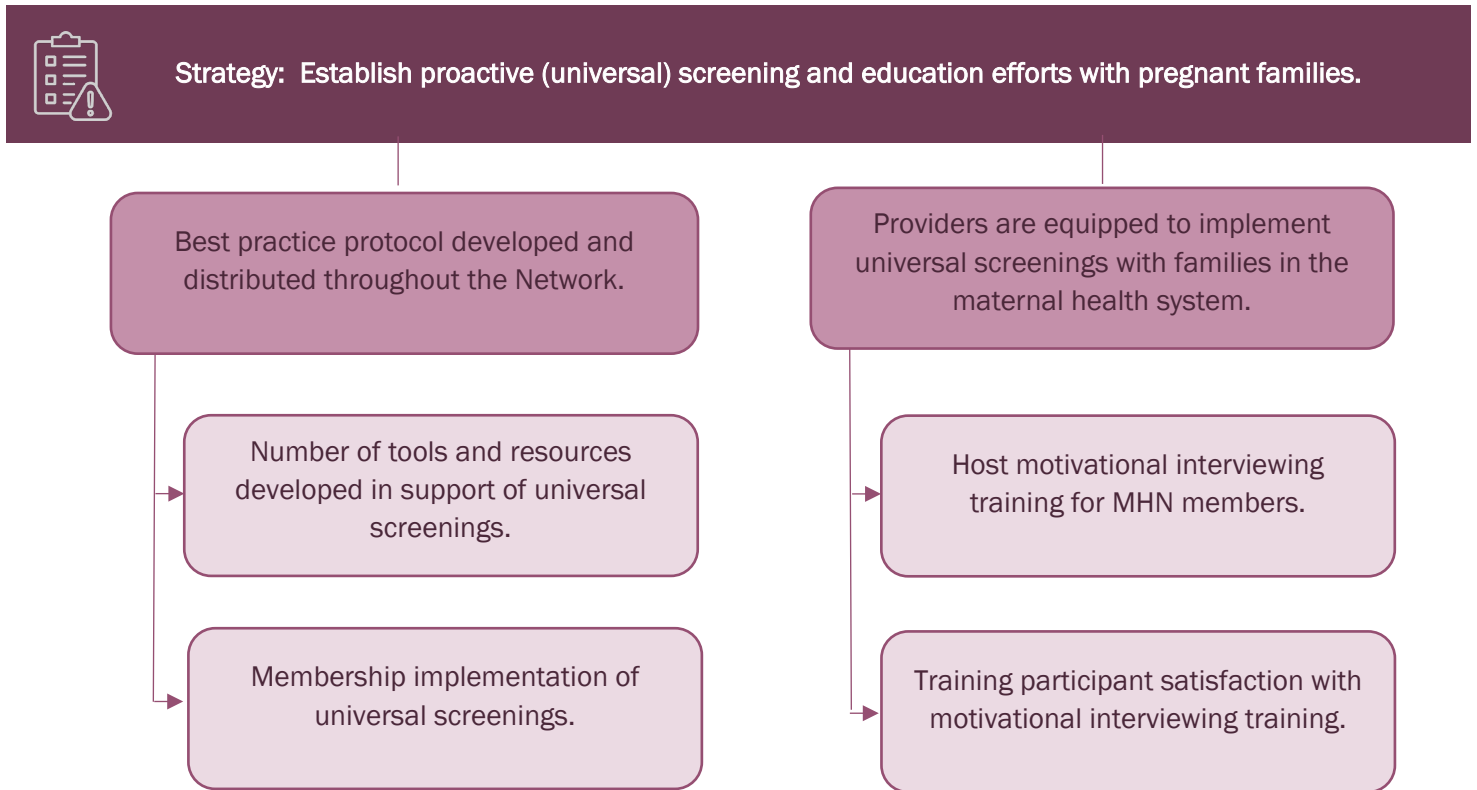 Strategy:  Establish proactive (universal) screening and education efforts with pregnant families.
Best practice protocol developed and
distributed throughout the Network.
Number of tools and resources
developed in support of universal
screenings.
Membership implementation of
universal screenings.
Providers are equipped to implement
universal screenings with families in the
maternal health system.
Host motivational interviewing
training for MHN members.
Training participant satisfaction with
motivational interviewing training.